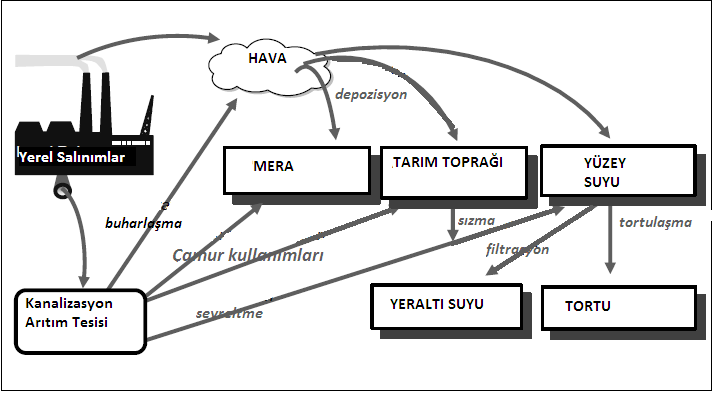 HAVA
depozisyon
Yerel Salınımlar
MERA
TARIM TOPRAĞI
YÜZEY
SUYU
buharlaşma
sızma
tortulaşma
Çamur kullanımları
filtrasyon
Kanalizasyon
Arıtım Tesisi
seyreltme
YERALTI SUYU
TORTU